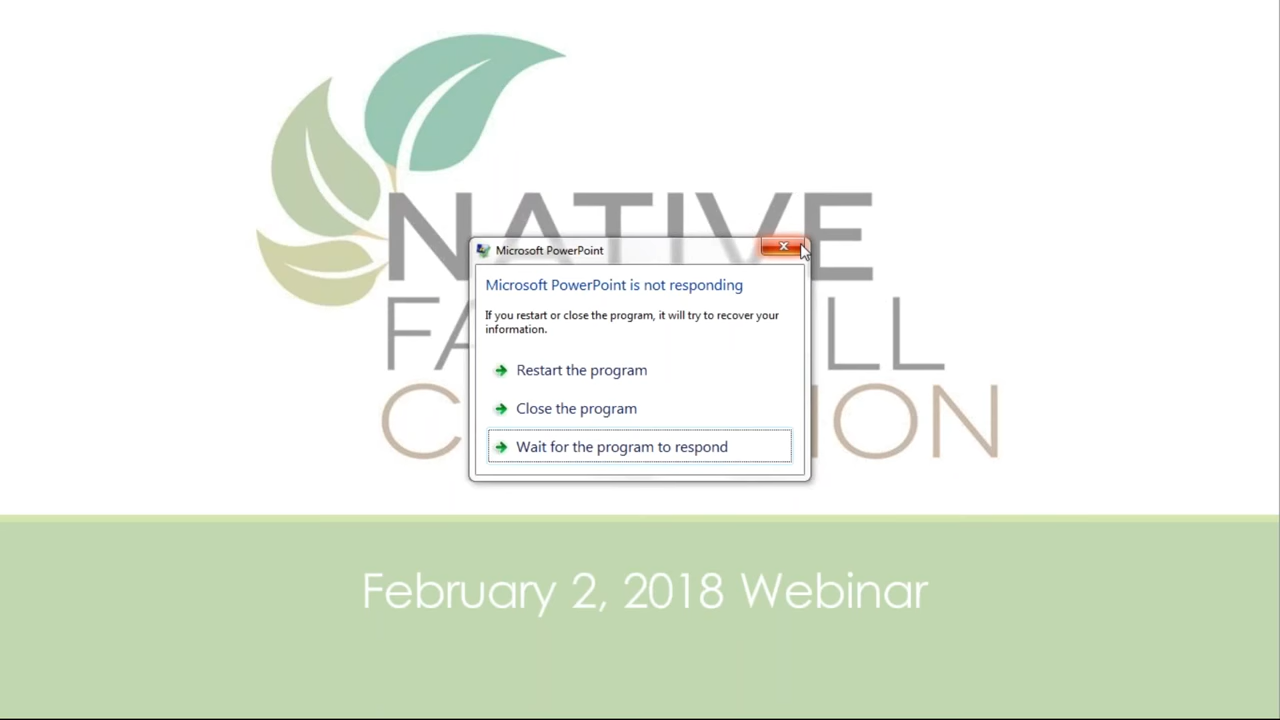 NATIVE
Microsoft PowerPoint
Microsoft PowerPoint is not responding
If you restart or close the program, it will try to recover your
information.
Restart the program
Close the program
Wait for the program to respond
February 2, 2018 Webinar